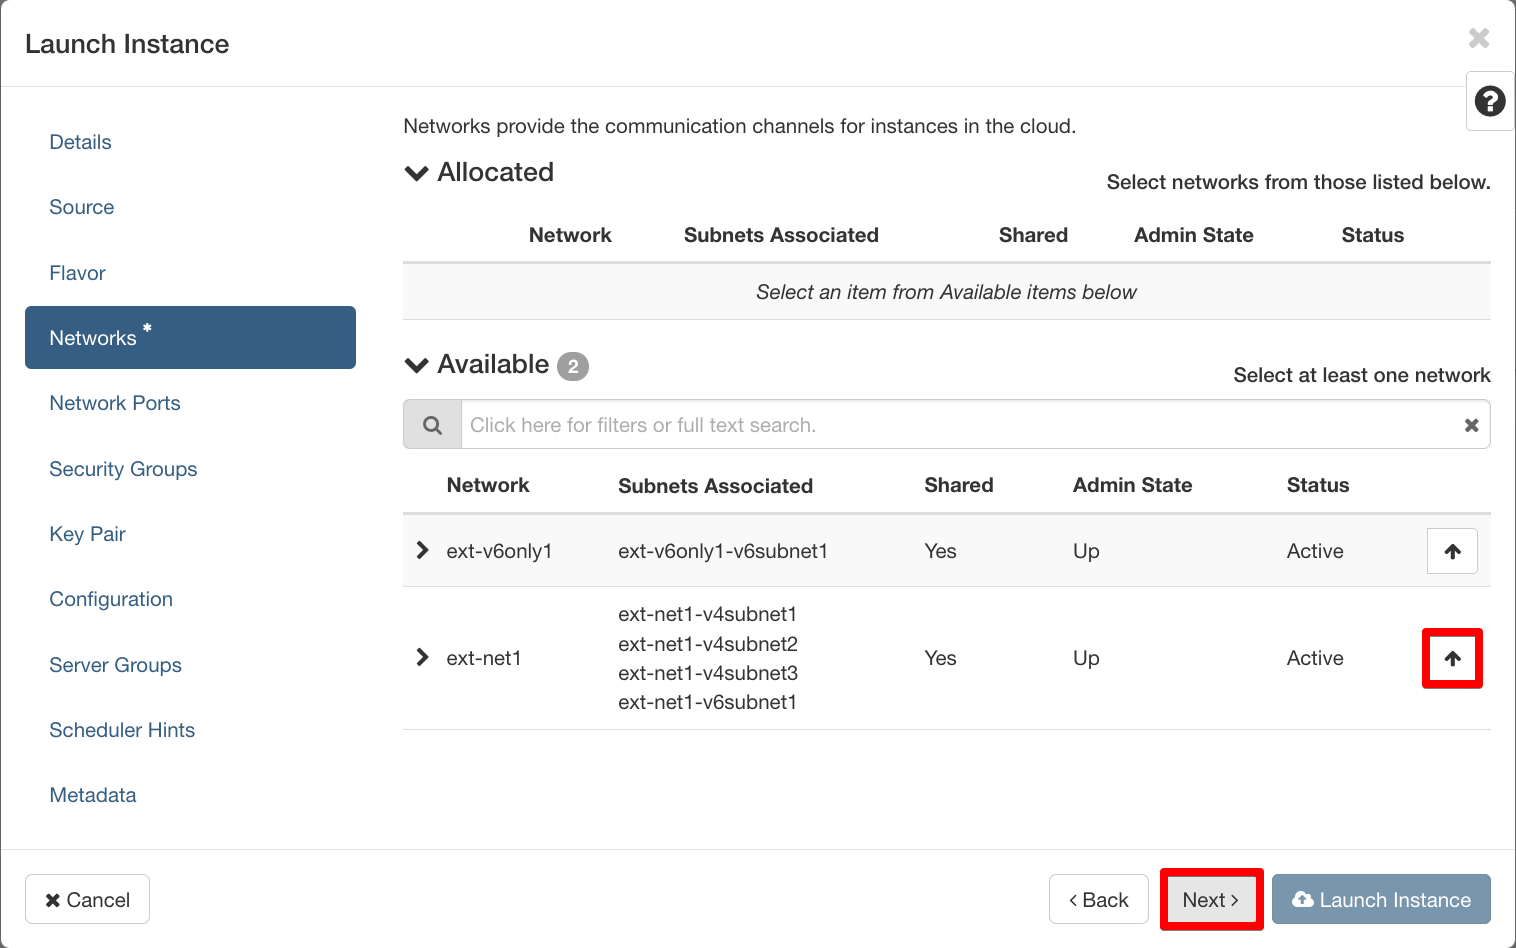 Launch Instance
Details
Source
Flavor
Networks *
Network Ports
Security Groups
Key Pair
Configuration
Server Groups
Scheduler Hints
Metadata
Networks provide the communication channels for instances in the cloud.
Allocated
Select networks from those listed below.
Network Subnets Associated Shared Admin State Status
Select an item from Available items below
Available 2
Select at least one network
Click here for filters or full text search.
Network Subnets Associated Shared Admin State Status
ext-v6only1 ext-v6only1-v6subnet1 Yes Up Active
ext-net1
ext-net1-v4subnet1
ext-net1-v4subnet2
ext-net1-v4subnet3
ext-net1-v6subnet1
Yes Up Active
Cancel
Back
Next
Launch Instance